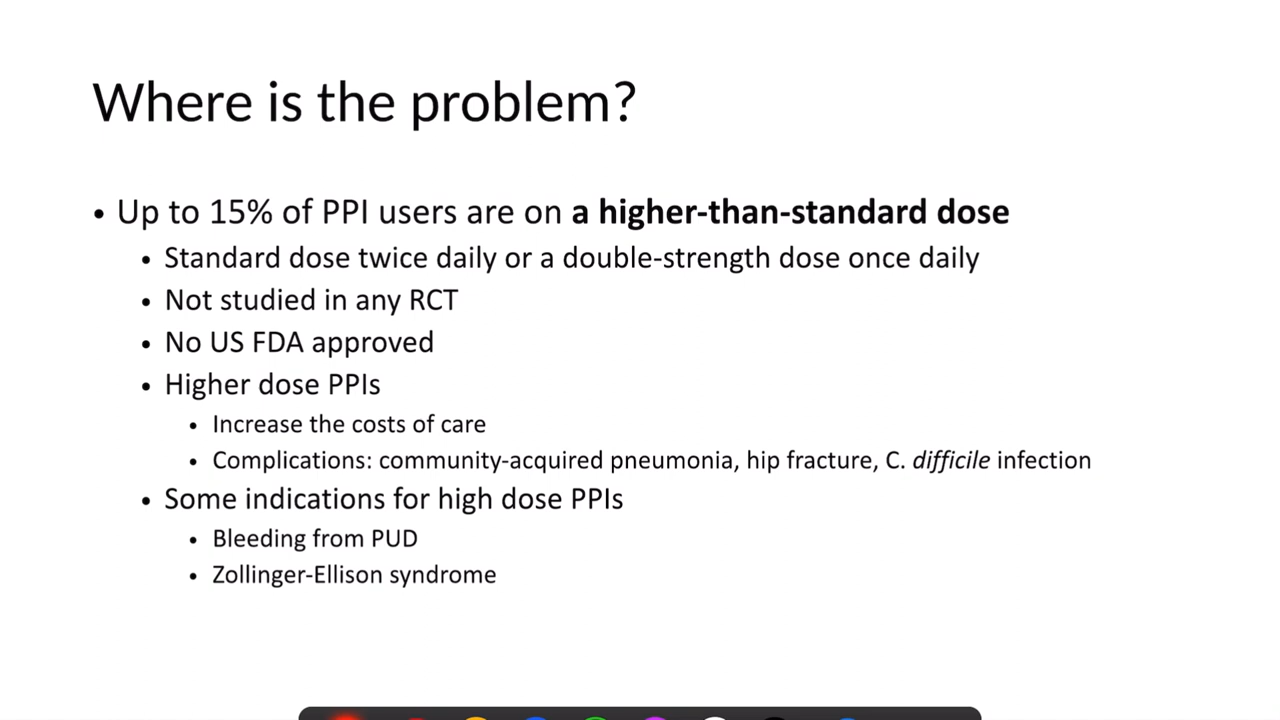 Where is the problem?
• Up to 15% of PPI users are on a higher-than-standard dose
• Standard dose twice daily or a double-strength dose once daily
• Not studied in any RCT
• No US FDA approved
• Higher dose PPIs
• Increase the costs of care
• Complications: community-acquired pneumonia, hip fracture, C. difficile infection
• Some indications for high dose PPIs
• Bleeding from PUD
• Zollinger-Ellison syndrome